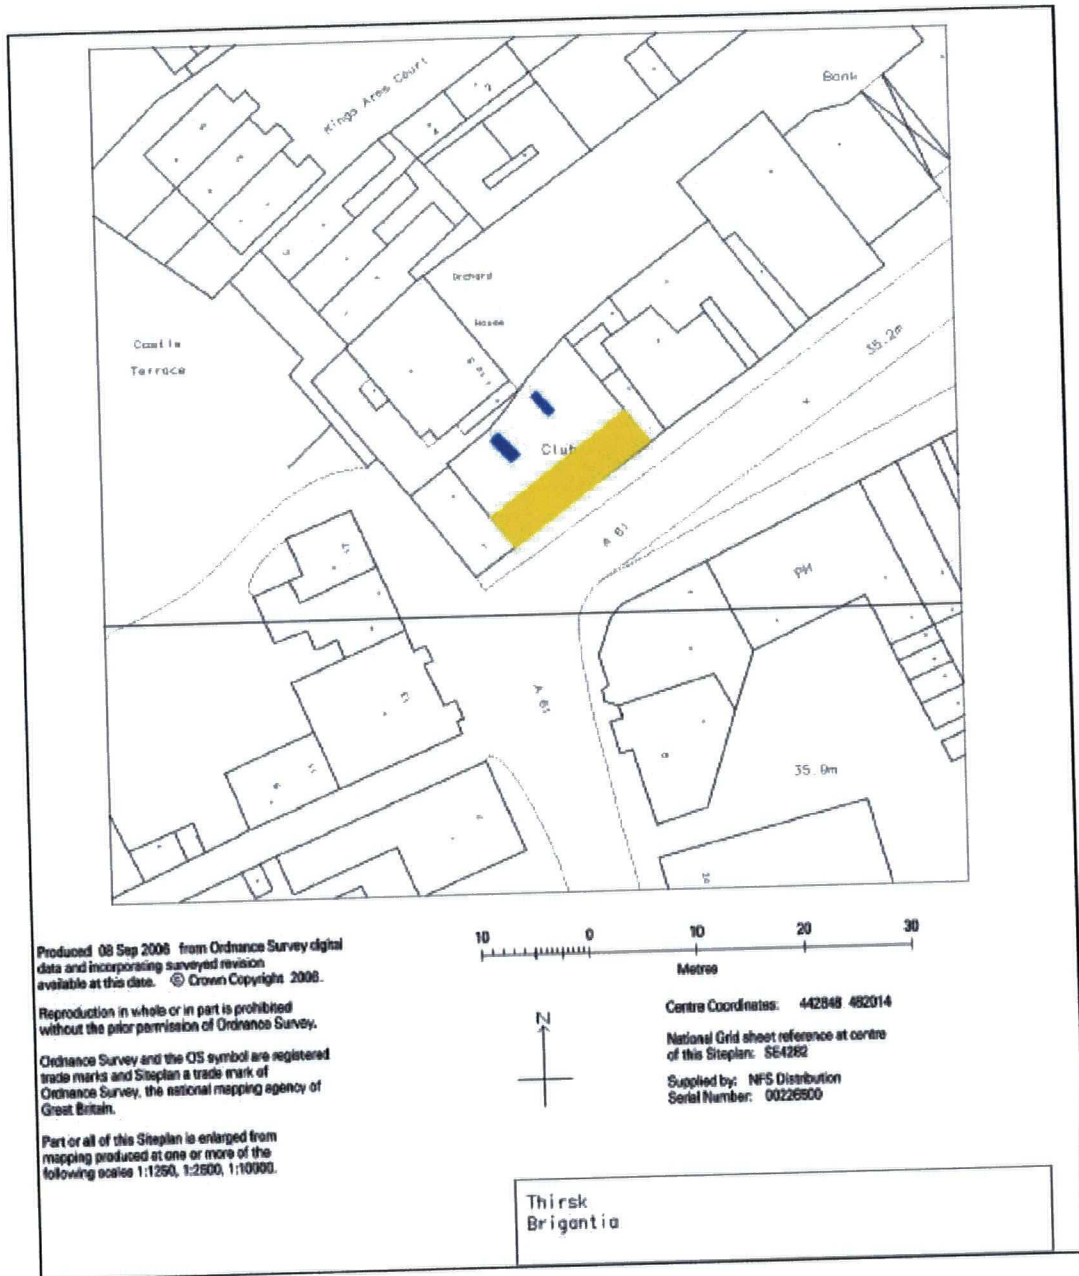 Kings Arms Court
Bank
Orchard
House
Castle
Terrace
35.2m
Club
A 61
PH
A 61
35.0m
Produced 08 Sep 2006 from Ordnance Survey digital
data and incorporating surveyed revision
available at this date. © Crown Copyright 2006.
Reproduction in whole or in part is prohibited
without the prior permission of Ordnance Survey.
Ordnance Survey and the OS symbol are registered
trade marks and Siteplan a trade mark of
Ordnance Survey, the national mapping agency of
Great Britain.
Part or all of this Siteplan is enlarged from
mapping produced at one or more of the
following scales 1:1250, 1:2500, 1:10000.
10 0 10 20 30
Metres
N
Centre Coordinates: 442848 482014
National Grid sheet reference at centre
of this Siteplan: SE4282
Supplied by: NFS Distribution
Serial Number: 00226500
Thirsk
Brigantia